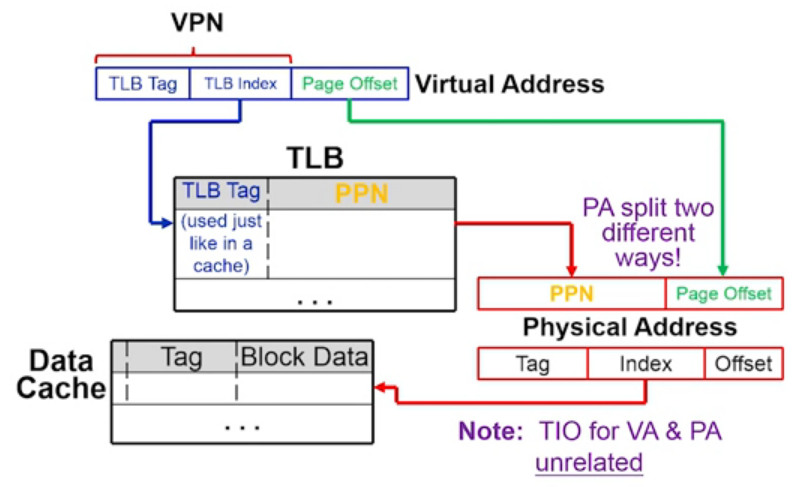 VPN
TLB Tag TLB Index Page Offset Virtual Address
TLB
TLB Tag PPN
(used just
like in a
cache)
...
PA split two
different
ways!
PPN Page Offset
Physical Address
Tag Index Offset
Data
Cache
Tag Block Data
...
Note: TIO for VA & PA
unrelated